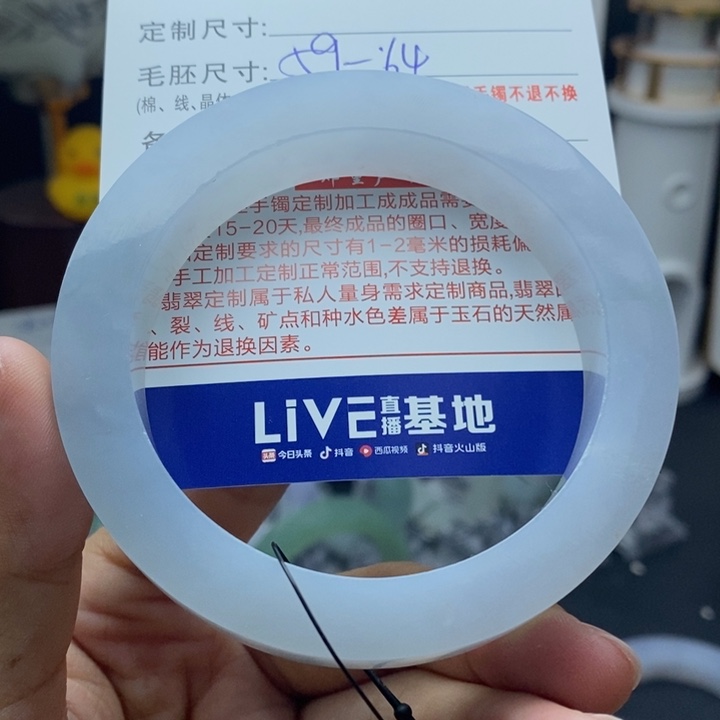 定制尺寸:
毛胚尺寸: 59-64
(棉、线、晶体 手镯不退不换
手镯定制加工成成品需要
15-20天,最终成品的圈口、宽度
定制要求的尺寸有1-2毫米的损耗偏
手工加工定制正常范围,不支持退换。
翡翠定制属于私人量身需求定制商品,翡翠
、裂、线、矿点和种水色差属于玉石的天然属
能作为退换因素。
LiVE直播基地
头条 今日头条 抖音 西瓜视频 抖音火山版